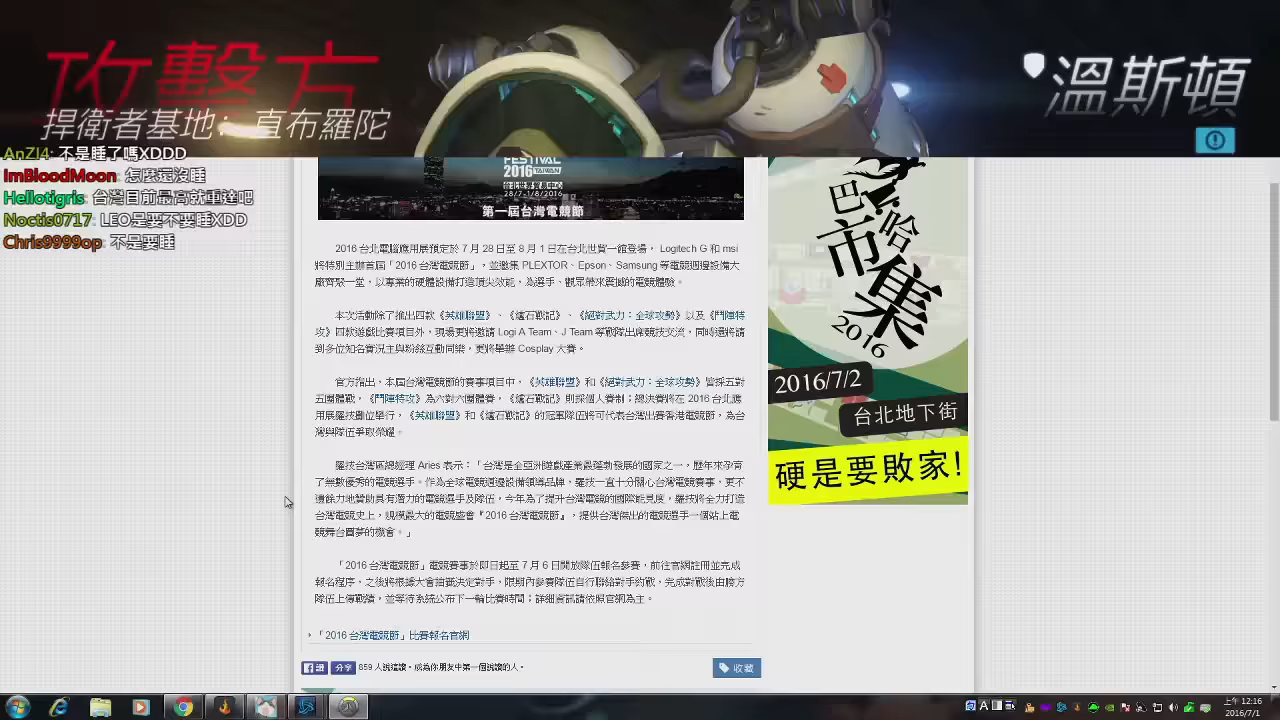 攻擊方
捍衛者基地：直布羅陀
溫斯頓
AnZI4: 不是睡了嗎XDDD
ImBloodMoon: 怎麼還沒睡
Hellotigris: 台灣目前最高就重達吧
Noctis0717: LEO是要不要睡XDD
Chris9999op: 不是要睡
FESTIVAL
2016 TAIWAN
台北世貿展覽中心
28/7-1/8/2016
第一屆台灣電競節
2016 台北電腦應用展預定於 7 月 28 日至 8 月 1 日在台北世貿一館登場， Logitech G 和 msi
將特別主辦首屆「2016 台灣電競節」，並邀集 PLEXTOR、Epson、Samsung 等電競週邊設備大
廠齊聚一堂，以專業的硬體設備打造頂尖效能，為選手、觀眾帶來震撼的電競體驗。
本次活動除了推出四款《英雄聯盟》、《爐石戰記》、《絕對武力：全球攻勢》以及《鬥陣特
攻》四款遊戲比賽項目外，現場更將邀請 Logi A Team、J Team 等戰隊出席競技交流，同時還將請
到多位知名實況主與粉絲互動同樂，更將舉辦 Cosplay 大賽。
官方指出，本屆台灣電競節的賽事項目中，《英雄聯盟》和《絕對武力：全球攻勢》皆採五對
五團體戰，《鬥陣特攻》為六對六團體賽，《爐石戰記》則採個人賽制；總決賽將在 2016 台北應
用展羅技攤位舉行，《英雄聯盟》和《爐石戰記》的冠軍隊伍將可代表台灣出賽香港電競節，為台
灣與隊伍爭取榮耀。
羅技台灣區總經理 Aries 表示：「台灣是全亞洲遊戲產業最蓬勃發展的國家之一，歷年來孕育
了無數優秀的電競選手。作為全球電競週邊設備領導品牌，羅技一直十分關心台灣電競賽事，更不
遺餘力地贊助具有潛力的電競選手及隊伍，今年為了提升台灣電競的國際能見度，羅技將全力打造
台灣電競史上，規模最大的電競盛會『2016 台灣電競節』，提供台灣傑出的電競選手一個站上電
競舞台圓夢的機會。」
「2016 台灣電競節」電競賽事於即日起至 7 月 6 日開放隊伍報名參賽，前往官網註冊並完成
報名程序，之後將根據大會抽籤決定對手，限期內參賽隊伍自行聯絡對手約戰，完成對戰後由勝方
隊伍上傳戰績，並等待系統公布下一輪比賽時間；詳細資訊請依照官網為主。
「2016 台灣電競節」比賽報名官網
讚 分享 859 人說這讚。成為你朋友中第一個說讚的人。
收藏
巴哈
市集
2016
2016/7/2
台北地下街
硬是要敗家!
上午 12:16
2016/7/1